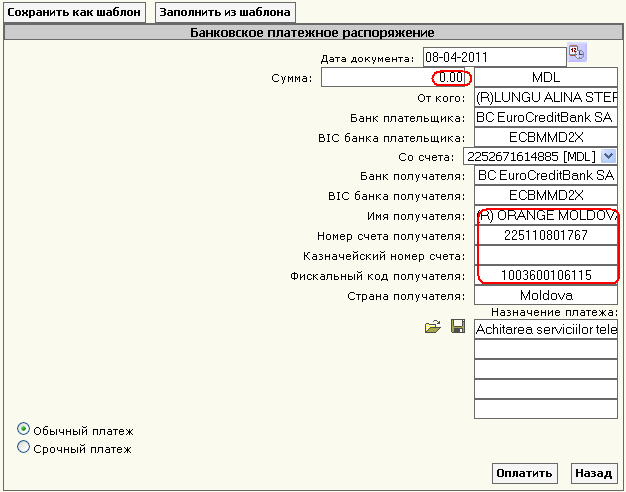 Сохранить как шаблон Заполнить из шаблона
Банковское платежное распоряжение
Дата документа: 08-04-2011
Сумма: 0.00 MDL
От кого: (R)LUNGU ALINA STEF
Банк плательщика: BC EuroCreditBank SA
BIC банка плательщика: ECBMMD2X
Со счета: 2252671614885 [MDL]
Банк получателя: BC EuroCreditBank SA
BIC банка получателя: ECBMMD2X
Имя получателя: (R) ORANGE MOLDOVA
Номер счета получателя: 225110801767
Казначейский номер счета:
Фискальный код получателя: 1003600106115
Страна получателя: Moldova
Назначение платежа:
Achitarea serviciilor tele
Обычный платеж
Срочный платеж
Оплатить Назад